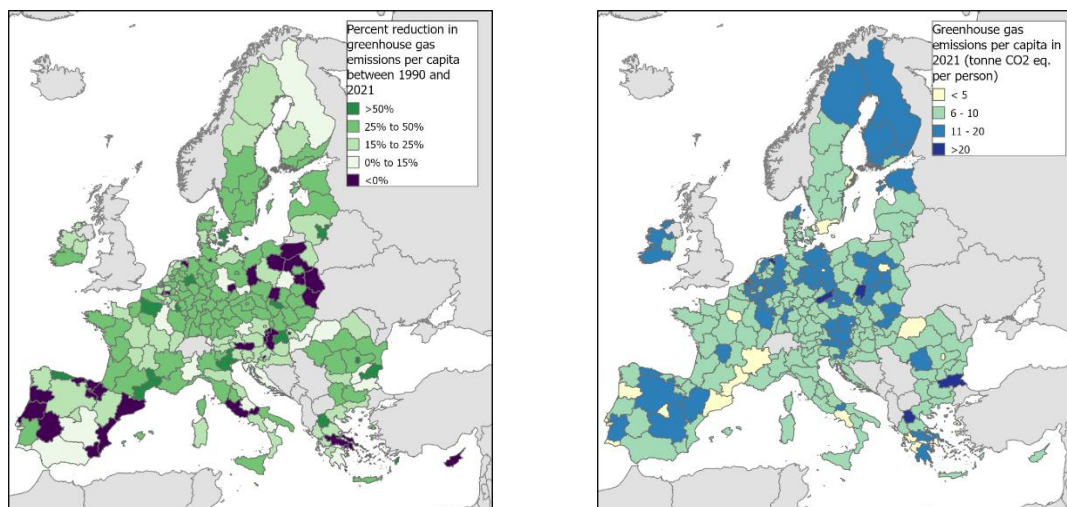 Percent reduction in
greenhouse gas
emissions per capita
between 1990 and
2021
>50%
25% to 50%
15% to 25%
0% to 15%
<0%
Greenhouse gas
emissions per capita in
2021 (tonne CO2 eq.
per person)
< 5
6 - 10
11 - 20
>20